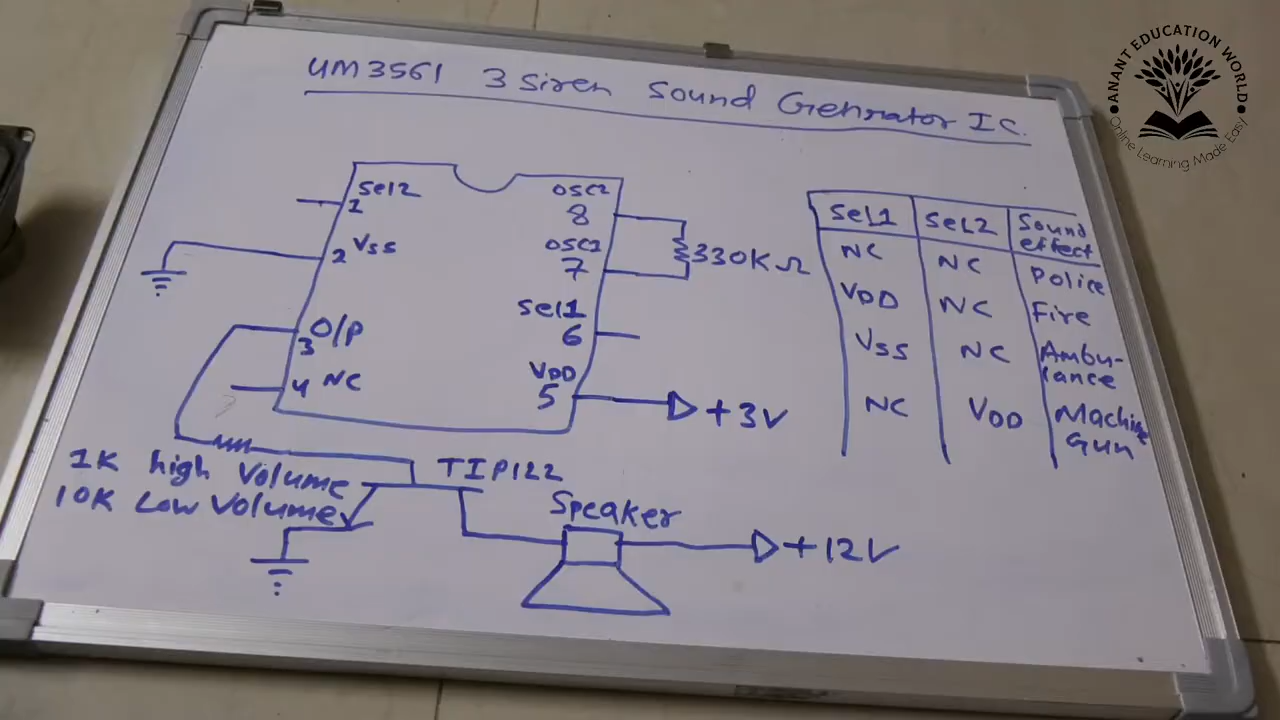 UM3561 3 Siren Sound Genrator IC.
Sel2
1
2 VSS
O/P
3
4 NC
OSC2
8
OSC1
7
330KΩ
Sel1
6
VDD
5
+3V
Sel1 Sel2 Sound effect
NC NC Police
VDD NC Fire
VSS NC Ambu-
lance
NC VDD Machine
Gun
1K high Volume
10K Low Volume
TIP122
Speaker
+12V
ANANT EDUCATION WORLD
Online Learning Made Easy